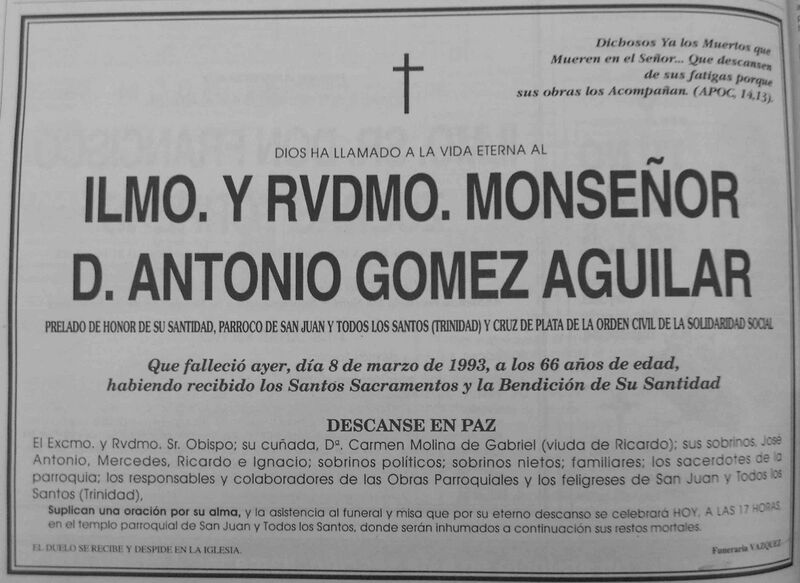 Dichosos Ya los Muertos que
Mueren en el Señor... Que descansen
de sus fatigas porque
sus obras los Acompañan. (APOC, 14,13).
DIOS HA LLAMADO A LA VIDA ETERNA AL
ILMO. Y RVDMO. MONSEÑOR
D. ANTONIO GOMEZ AGUILAR
PRELADO DE HONOR DE SU SANTIDAD, PARROCO DE SAN JUAN Y TODOS LOS SANTOS (TRINIDAD) Y CRUZ DE PLATA DE LA ORDEN CIVIL DE LA SOLIDARIDAD SOCIAL
Que falleció ayer, día 8 de marzo de 1993, a los 66 años de edad,
habiendo recibido los Santos Sacramentos y la Bendición de Su Santidad
DESCANSE EN PAZ
El Excmo. y Rvdmo. Sr. Obispo; su cuñada, Dª. Carmen Molina de Gabriel (viuda de Ricardo); sus sobrinos, José
Antonio, Mercedes, Ricardo e Ignacio; sobrinos políticos; sobrinos nietos; familiares; los sacerdotes de la
parroquia; los responsables y colaboradores de las Obras Parroquiales y los feligreses de San Juan y Todos los
Santos (Trinidad),
Suplican una oración por su alma, y la asistencia al funeral y misa que por su eterno descanso se celebrará HOY, A LAS 17 HORAS,
en el templo parroquial de San Juan y Todos los Santos, donde serán inhumados a continuación sus restos mortales.
EL DUELO SE RECIBE Y DESPIDE EN LA IGLESIA.
Funeraria VAZQUEZ